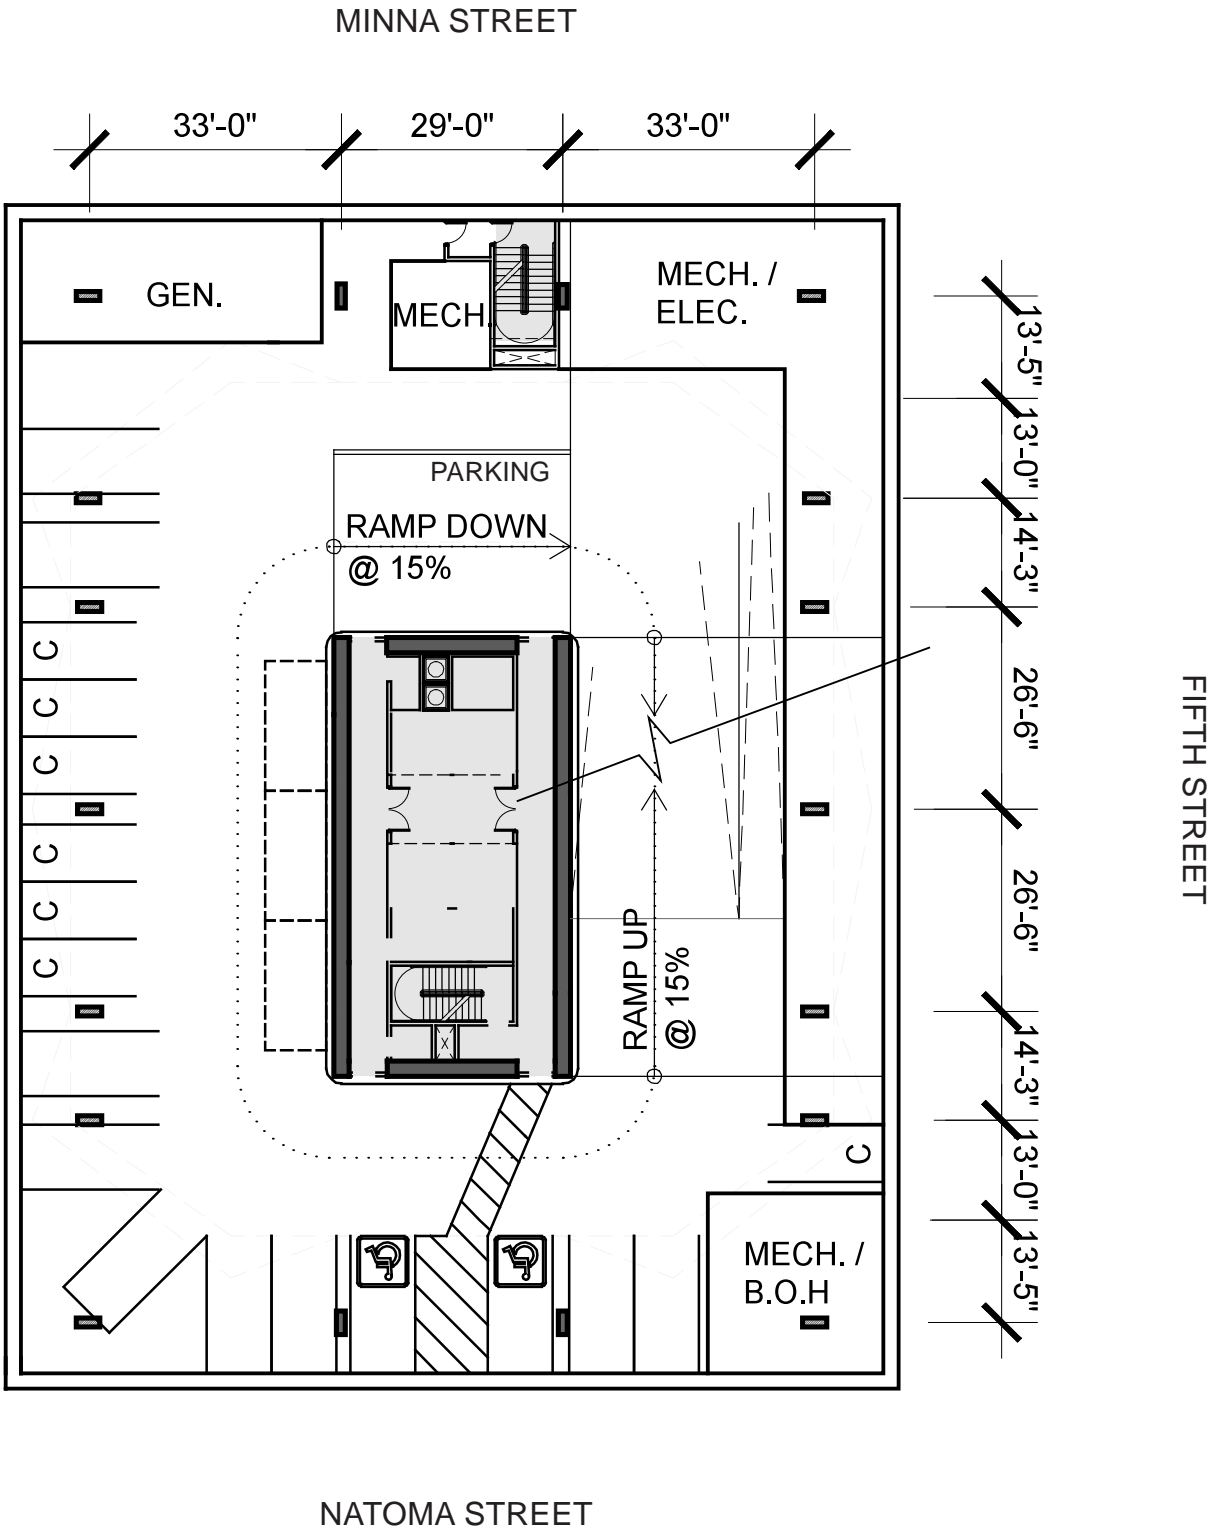 MINNA STREET
33'-0"
29'-0"
33'-0"
GEN.
MECH.
MECH. /
ELEC.
13'-5"
13'-0"
14'-3"
26'-6"
26'-6"
14'-3"
13'-0"
13'-5"
PARKING
RAMP DOWN
@ 15%
C
C
C
C
C
C
RAMP UP
@ 15%
C
MECH. /
B.O.H
FIFTH STREET
NATOMA STREET